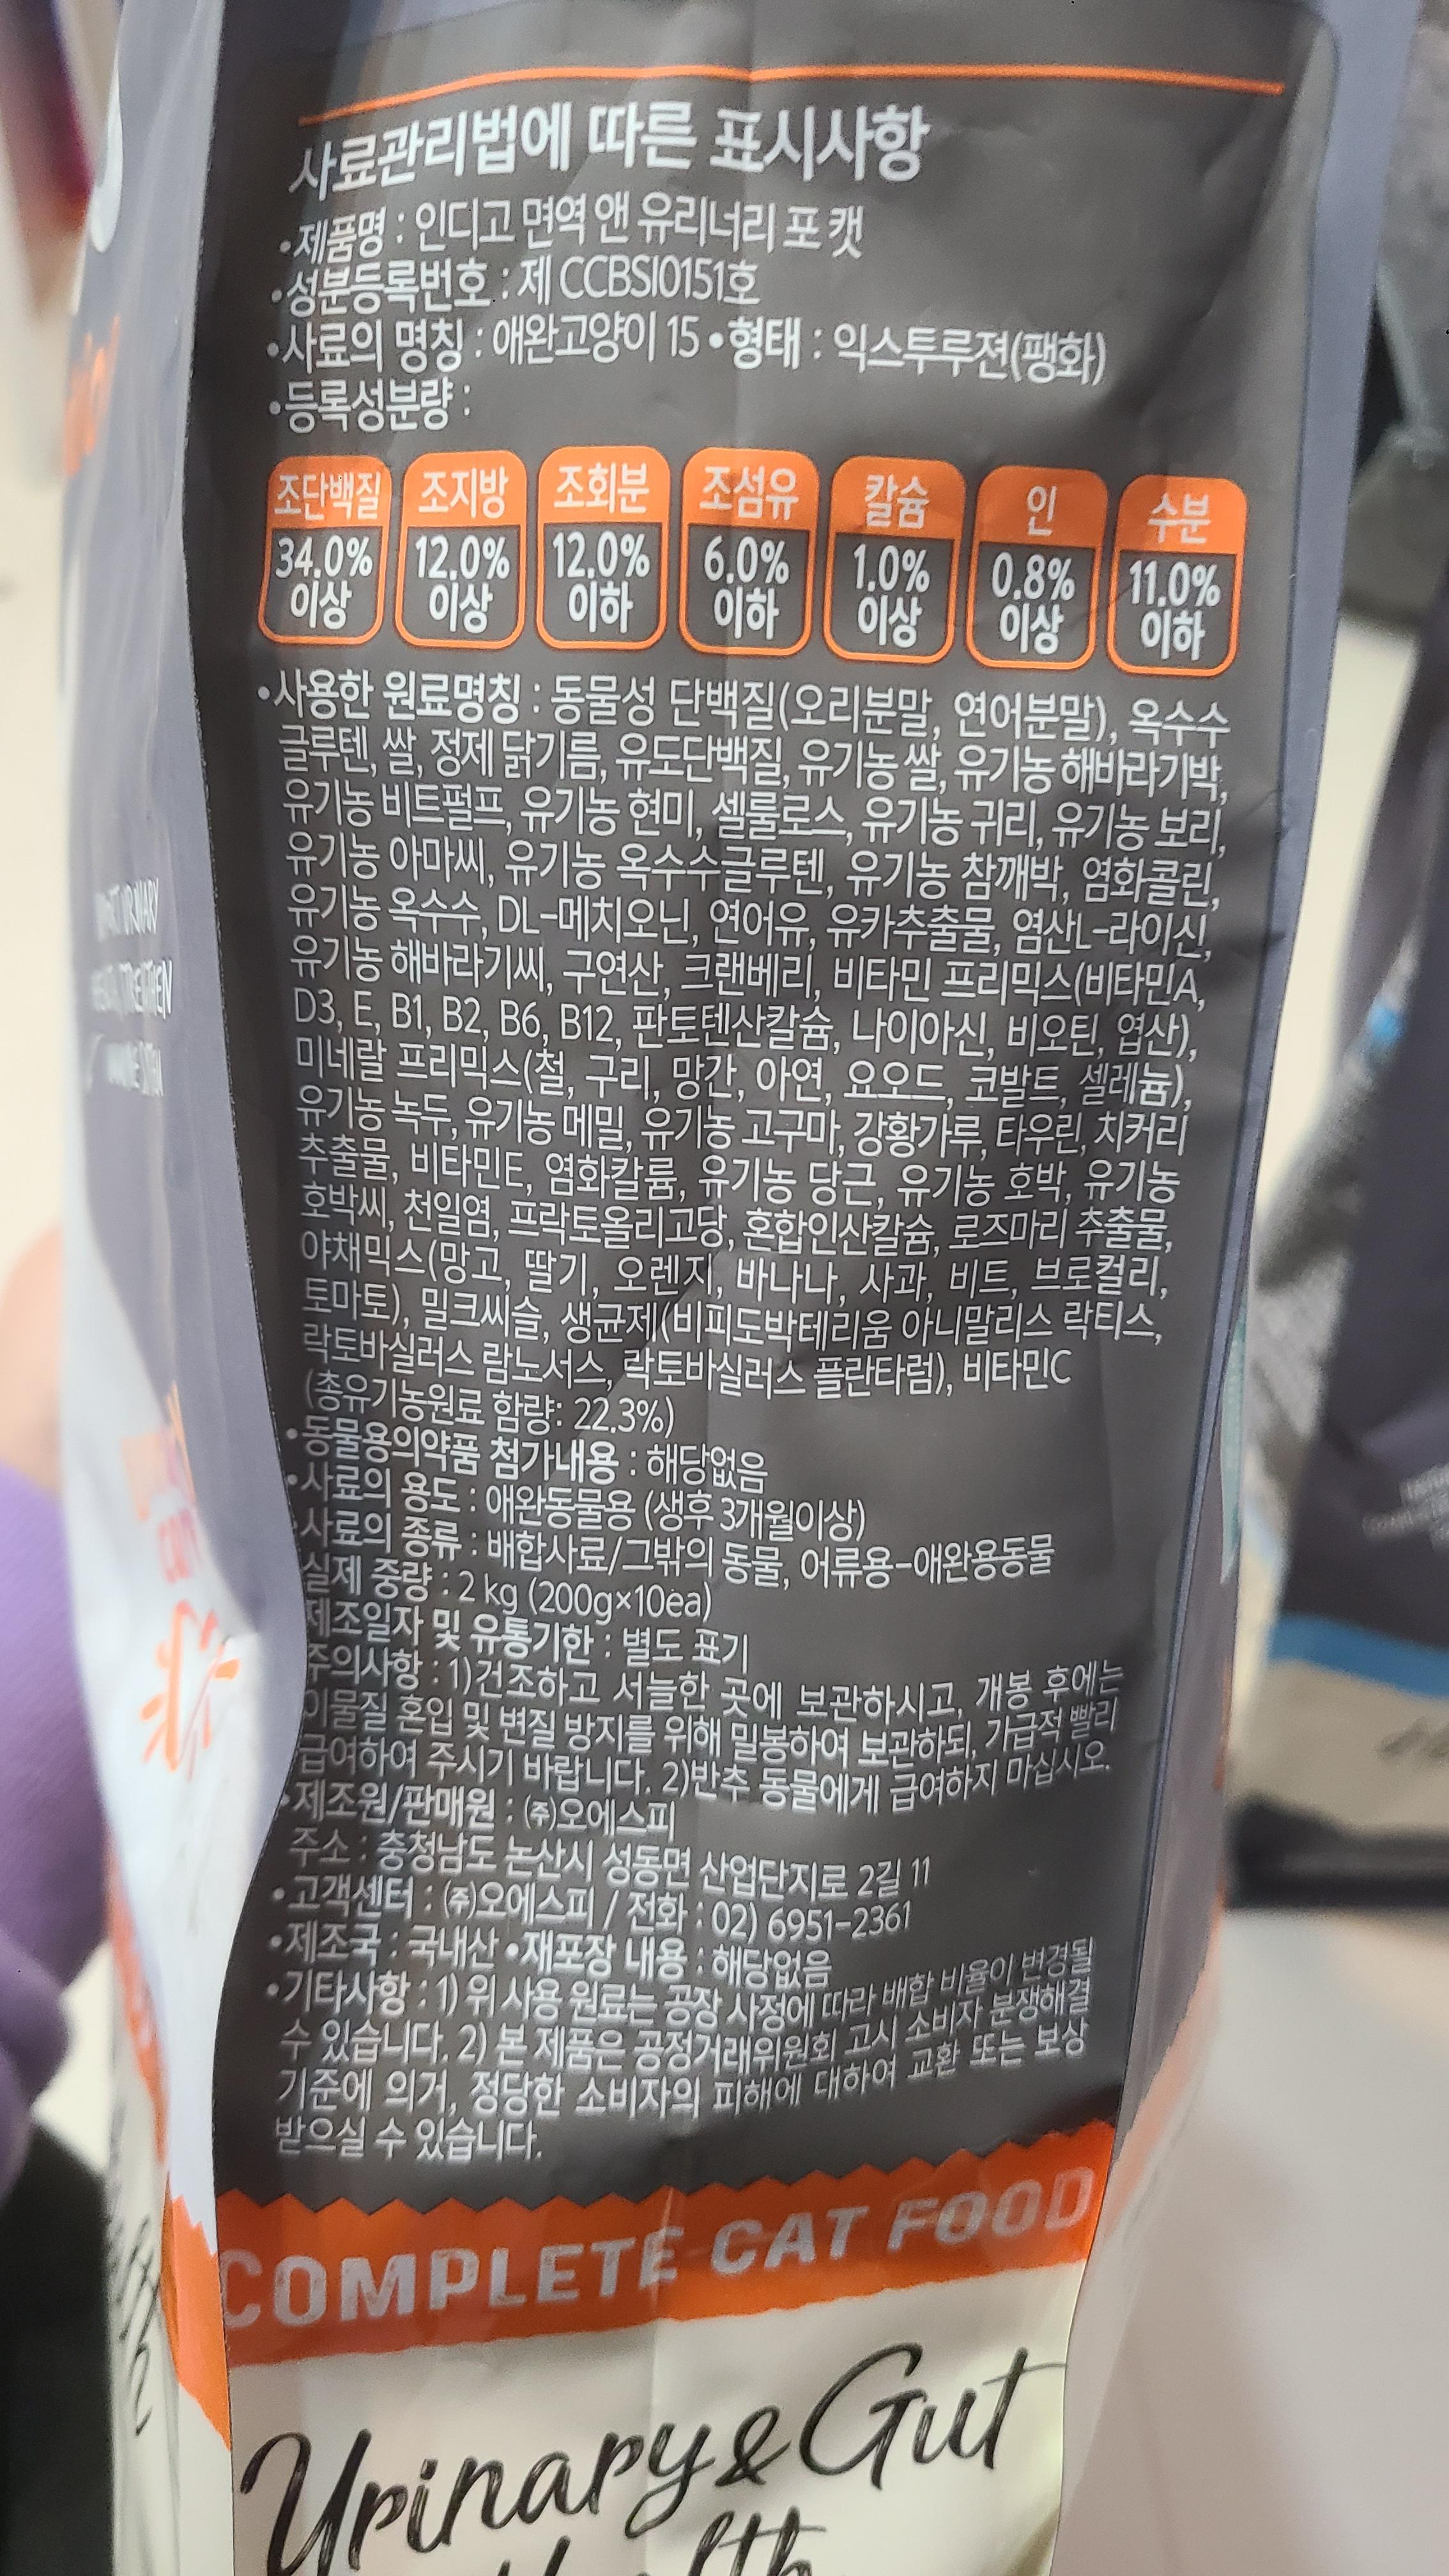 사료관리법에 따른 표시사항
•제품명 : 인디고 면역 앤 유리너리 포 캣
•성분등록번호 : 제 CCBSI0151호
•사료의 명칭 : 애완고양이 15 •형태 : 익스투루젼(팽화)
•등록성분량 :
조단백질 조지방 조회분 조섬유 칼슘 인 수분
34.0% 12.0% 12.0% 6.0% 1.0% 0.8% 11.0%
이상 이상 이하 이하 이상 이상 이하
•사용한 원료명칭 : 동물성 단백질(오리분말, 연어분말), 옥수수
글루텐, 쌀, 정제 닭기름, 유도단백질, 유기농 쌀, 유기농 해바라기박,
유기농 비트펄프, 유기농 현미, 셀룰로스, 유기농 귀리, 유기농 보리,
유기농 아마씨, 유기농 옥수수글루텐, 유기농 참깨박, 염화콜린,
유기농 옥수수, DL-메치오닌, 연어유, 유카추출물, 염산L-라이신,
유기농 해바라기씨, 구연산, 크랜베리, 비타민 프리믹스(비타민A,
D3, E, B1, B2, B6, B12, 판토텐산칼슘, 나이아신, 비오틴, 엽산),
미네랄 프리믹스(철, 구리, 망간, 아연, 요오드, 코발트, 셀레늄),
유기농 녹두, 유기농 메밀, 유기농 고구마, 강황가루, 타우린, 치커리
추출물, 비타민E, 염화칼륨, 유기농 당근, 유기농 호박, 유기농
호박씨, 천일염, 프락토올리고당, 혼합인산칼슘, 로즈마리 추출물,
야채믹스(망고, 딸기, 오렌지, 바나나, 사과, 비트, 브로컬리,
토마토), 밀크씨슬, 생균제(비피도박테리움 아니말리스 락티스,
락토바실러스 람노서스, 락토바실러스 플란타럼), 비타민C
(총유기농원료 함량: 22.3%)
•동물용의약품 첨가내용 : 해당없음
•사료의 용도 : 애완동물용 (생후 3개월이상)
•사료의 종류 : 배합사료/그밖의 동물, 어류용-애완용동물
실제 중량 : 2 kg (200g×10ea)
제조일자 및 유통기한 : 별도 표기
주의사항 : 1)건조하고 서늘한 곳에 보관하시고, 개봉 후에는
이물질 혼입 및 변질 방지를 위해 밀봉하여 보관하되, 가급적 빨리
급여하여 주시기 바랍니다. 2)반추 동물에게 급여하지 마십시오.
•제조원/판매원 : ㈜오에스피
주소 : 충청남도 논산시 성동면 산업단지로 2길 11
•고객센터 : ㈜오에스피 / 전화 : 02) 6951-2361
•제조국 : 국내산 •재포장 내용 : 해당없음
•기타사항 : 1) 위 사용 원료는 공장 사정에 따라 배합 비율이 변경될
수 있습니다. 2) 본 제품은 공정거래위원회 고시 소비자 분쟁해결
기준에 의거, 정당한 소비자의 피해에 대하여 교환 또는 보상
받으실 수 있습니다.
COMPLETE CAT FOOD
Urinary & Gut